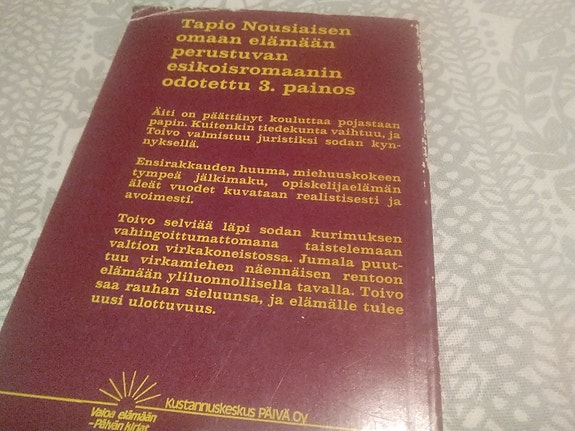 Tapio Nousiaisen
omaan elämään
perustuvan
esikoisromaanin
odotettu 3. painos
Äiti on päättänyt kouluttaa pojastaan
papin. Kuitenkin tiedekunta vaihtuu, ja
Toivo valmistuu juristiksi sodan kyn-
nyksellä.
Ensirakkauden huuma, miehuuskokeen
tympeä jälkimaku, opiskelijaelämän
äleät vuodet kuvataan realistisesti ja
avoimesti.
Toivo selviää läpi sodan kurimuksen
vahingoittumattomana taistelemaan
valtion virkakoneistossa. Jumala puut-
tuu virkamiehen näennäisen rentoon
elämään yliluonnollisella tavalla. Toivo
saa rauhan sieluunsa, ja elämälle tulee
uusi ulottuvuus.
Valoa elämään
-Päivän kirjat
Kustannuskeskus PÄIVÄ Oy